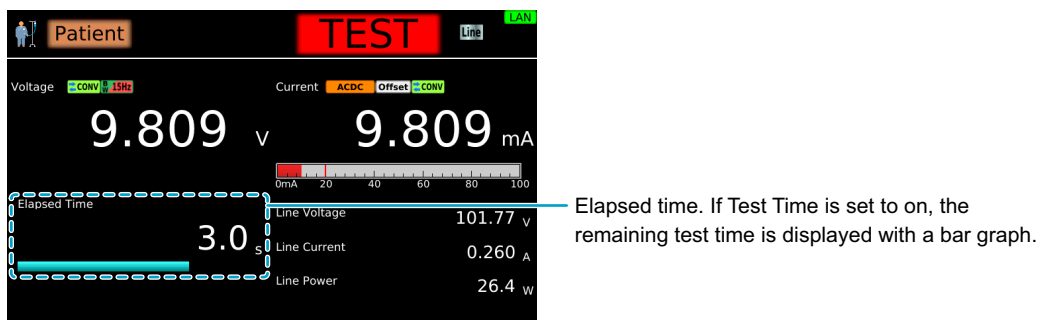 LAN
Patient TEST Line
Voltage CONV BW 15Hz Current ACDC Offset CONV
9.809 V 9.809 mA
0mA 20 40 60 80 100
Elapsed Time
3.0 s
Line Voltage 101.77 V
Line Current 0.260 A
Line Power 26.4 W
Elapsed time. If Test Time is set to on, the
remaining test time is displayed with a bar graph.